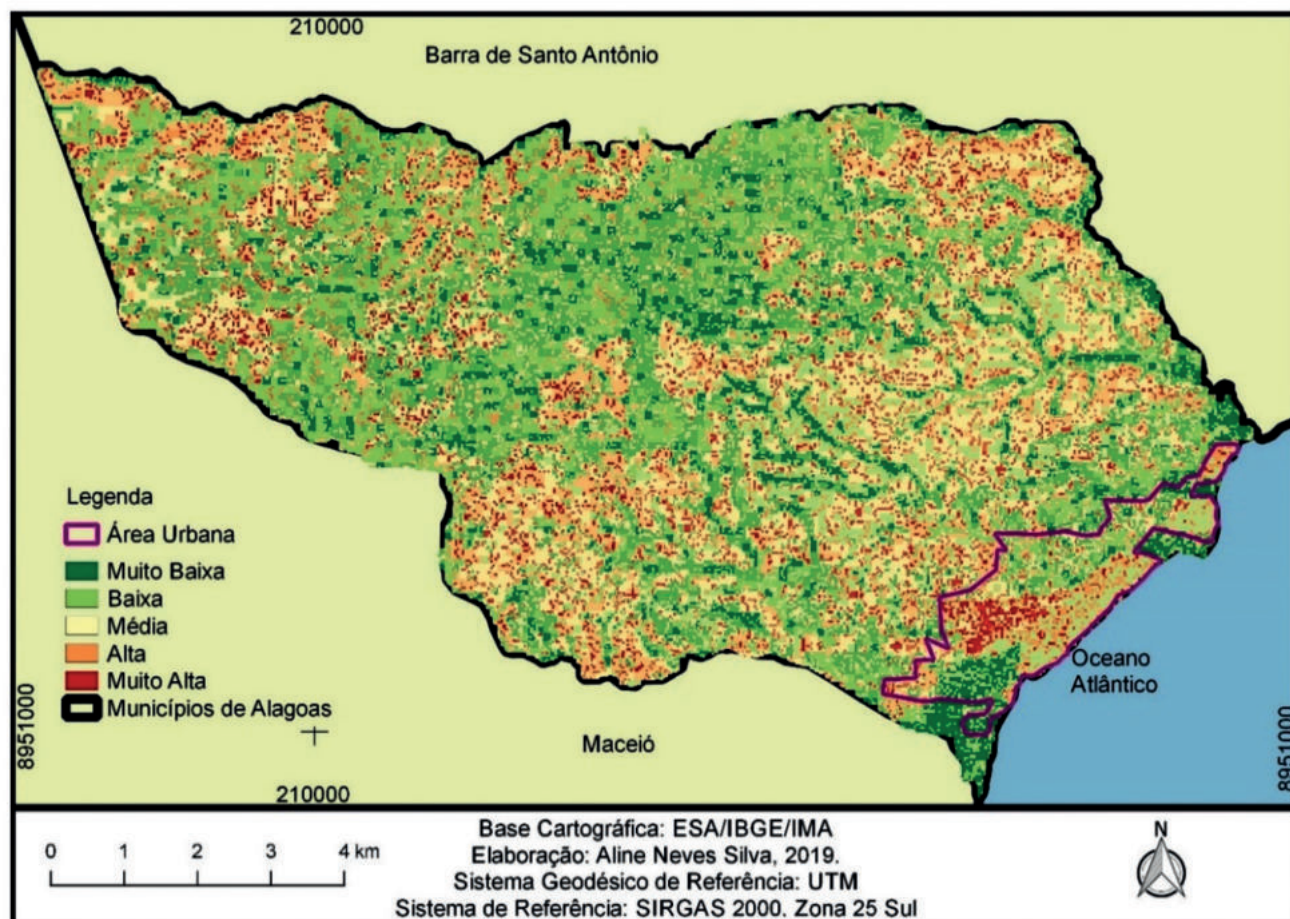 210000
Barra de Santo Antônio
Legenda
Área Urbana
Muito Baixa
Baixa
Média
Alta
Muito Alta
Municípios de Alagoas
Oceano
Atlântico
Maceió
8951000
8951000
210000
0 1 2 3 4 km
Base Cartográfica: ESA/IBGE/IMA
Elaboração: Aline Neves Silva, 2019.
Sistema Geodésico de Referência: UTM
Sistema de Referência: SIRGAS 2000. Zona 25 Sul
N